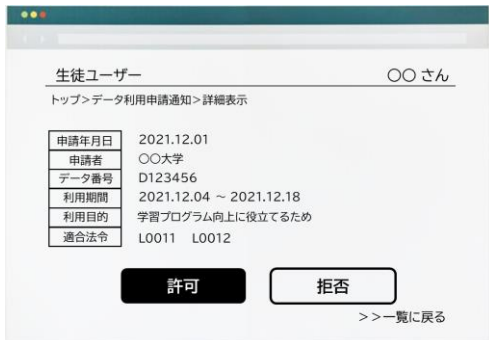 生徒ユーザー ○○ さん
トップ>データ利用申請通知>詳細表示
申請年月日 2021.12.01
申請者 ○○大学
データ番号 D123456
利用期間 2021.12.04 ~ 2021.12.18
利用目的 学習プログラム向上に役立てるため
適合法令 L0011 L0012
許可 拒否
>>一覧に戻る